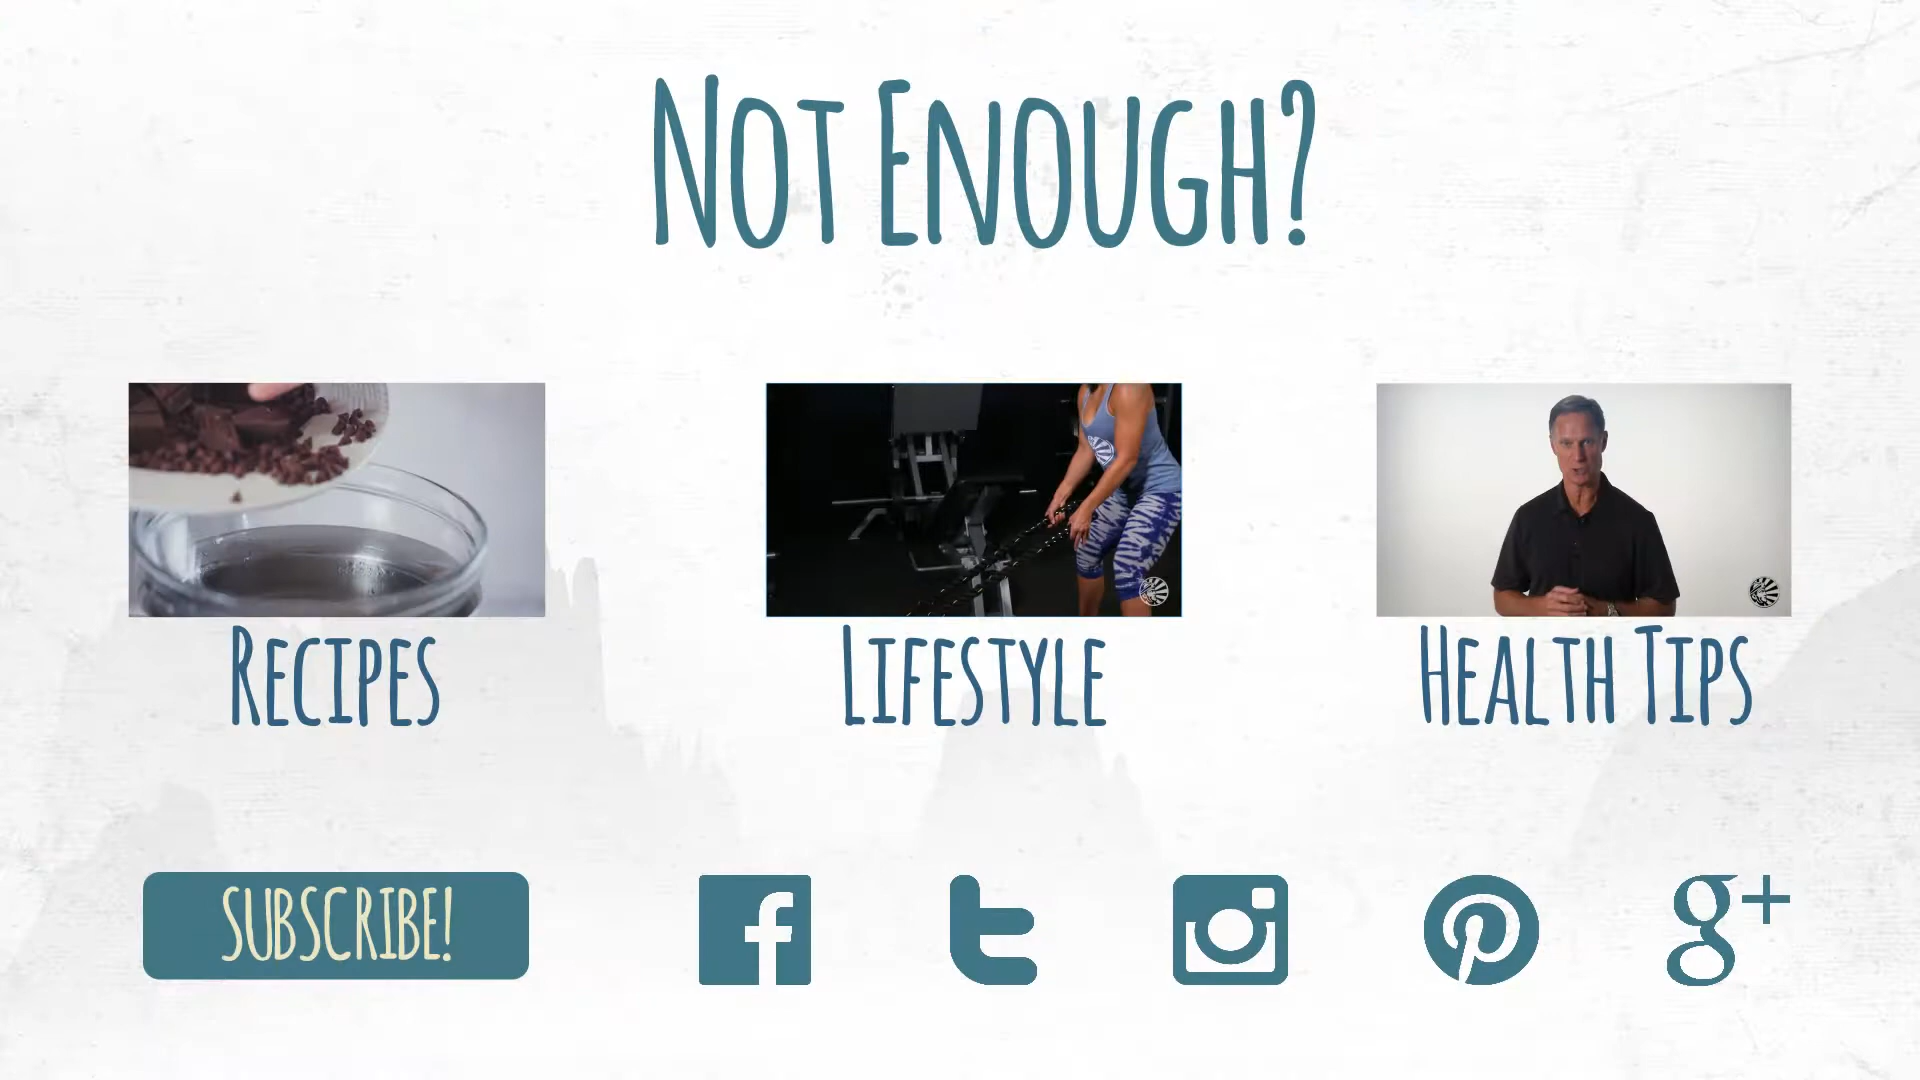 Not Enough?
Recipes
Lifestyle
Health Tips
SUBSCRIBE!
f
t
p
g+